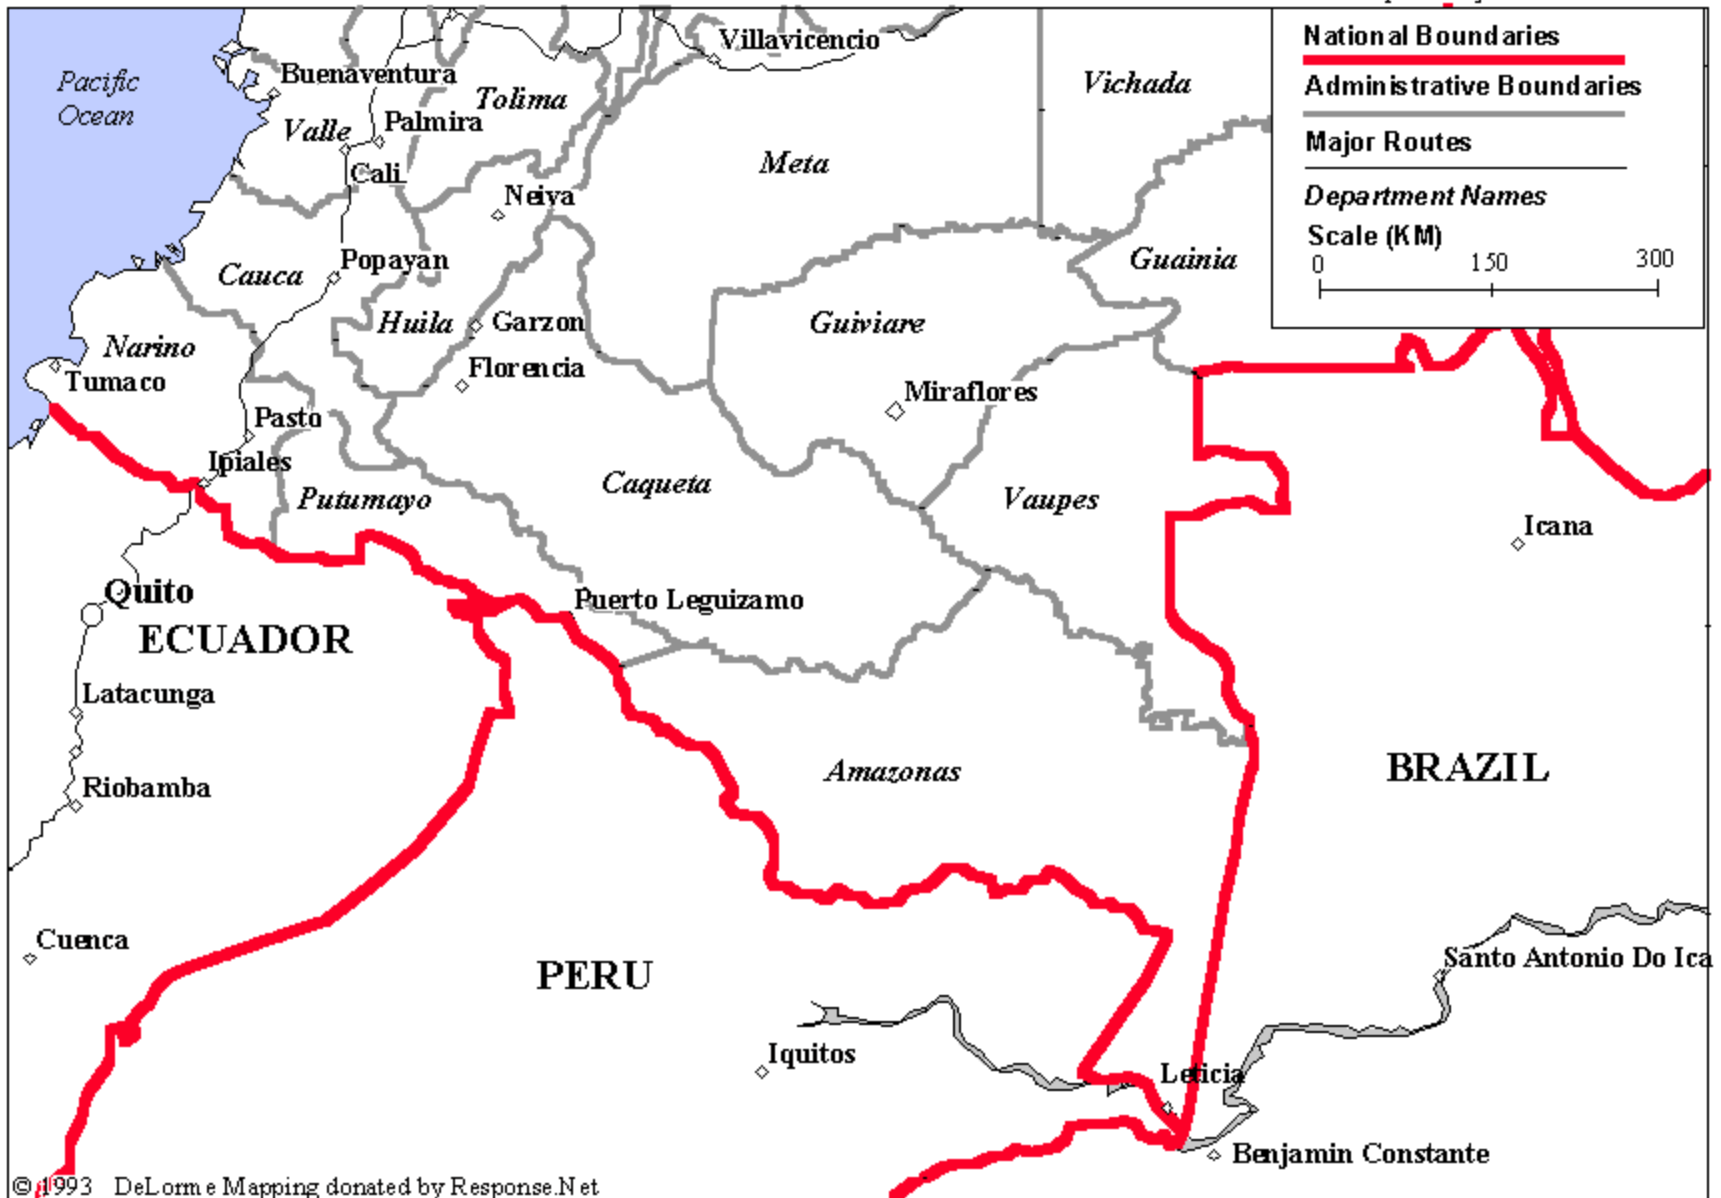 National Boundaries
Administrative Boundaries
Major Routes
Department Names
Scale (KM)
0 150 300
Pacific
Ocean
Villavicencio
Buenaventura
Vichada
Tolima
Valle
Palmira
Meta
Cali
Neiva
Popayan
Cauca
Guainia
Huila
Garzon
Guiviare
Narino
Tumaco
Florencia
Miraflores
Pasto
Ipiales
Putumayo
Caqueta
Vaupes
Icana
Quito
Puerto Leguizamo
ECUADOR
Latacunga
Amazonas
BRAZIL
Riobamba
Cuenca
PERU
Santo Antonio Do Ica
Iquitos
Leticia
Benjamin Constante
© 1993 DeLorme Mapping donated by Response.Net